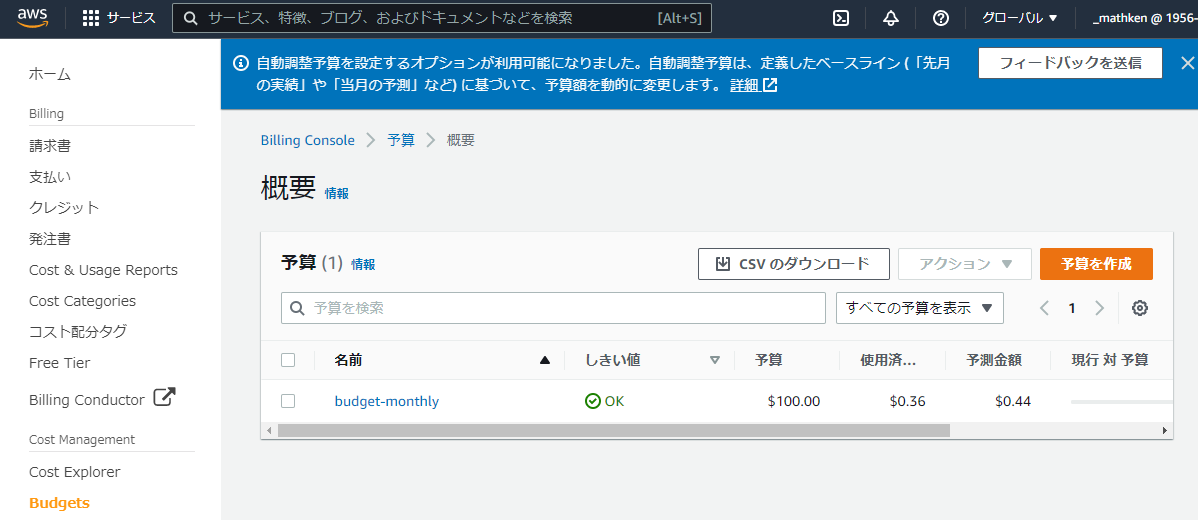 aws
サービス
サービス、特徴、ブログ、およびドキュメントなどを検索
[Alt+S]
グローバル
_mathken @ 1956-
ホーム
Billing
請求書
支払い
クレジット
発注書
Cost & Usage Reports
Cost Categories
コスト配分タグ
Free Tier
Billing Conductor
Cost Management
Cost Explorer
Budgets
自動調整予算を設定するオプションが利用可能になりました。自動調整予算は、定義したベースライン (「先月
の実績」や「当月の予測」など) に基づいて、予算額を動的に変更します。 詳細
フィードバックを送信
Billing Console 予算 概要
概要 情報
予算 (1) 情報
CSV のダウンロード
アクション
予算を作成
予算を検索
すべての予算を表示
1
名前 しきい値 予算 使用済... 予測金額 現行 対 予算
budget-monthly OK $100.00 $0.36 $0.44